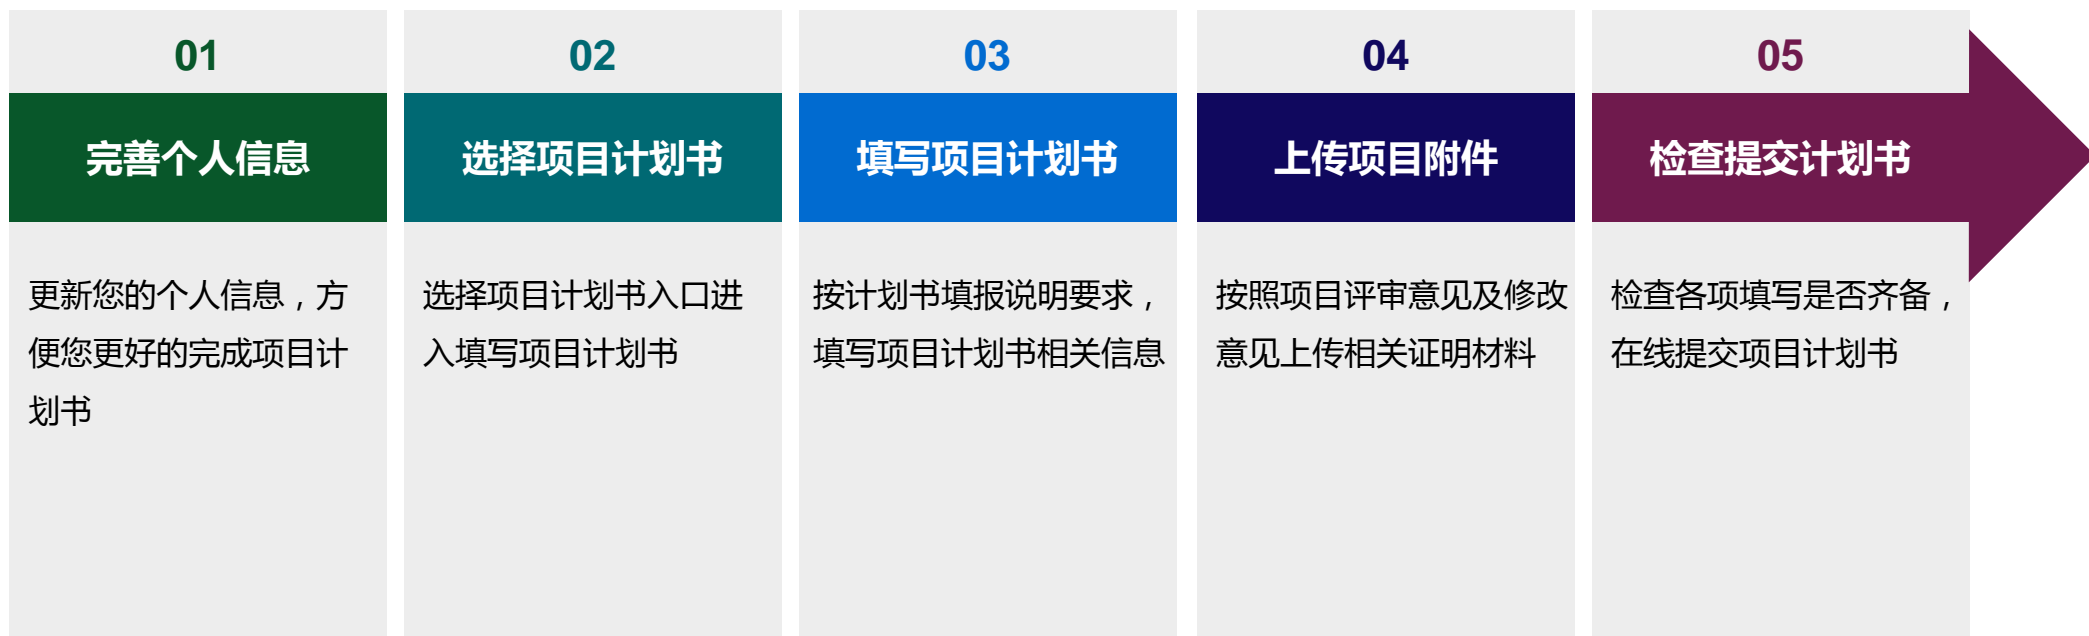 01
完善个人信息
更新您的个人信息，方
便您更好的完成项目计
划书
02
选择项目计划书
选择项目计划书入口进
入填写项目计划书
03
填写项目计划书
按计划书填报说明要求，
填写项目计划书相关信息
04
上传项目附件
按照项目评审意见及修改
意见上传相关证明材料
05
检查提交计划书
检查各项填写是否齐备，
在线提交项目计划书